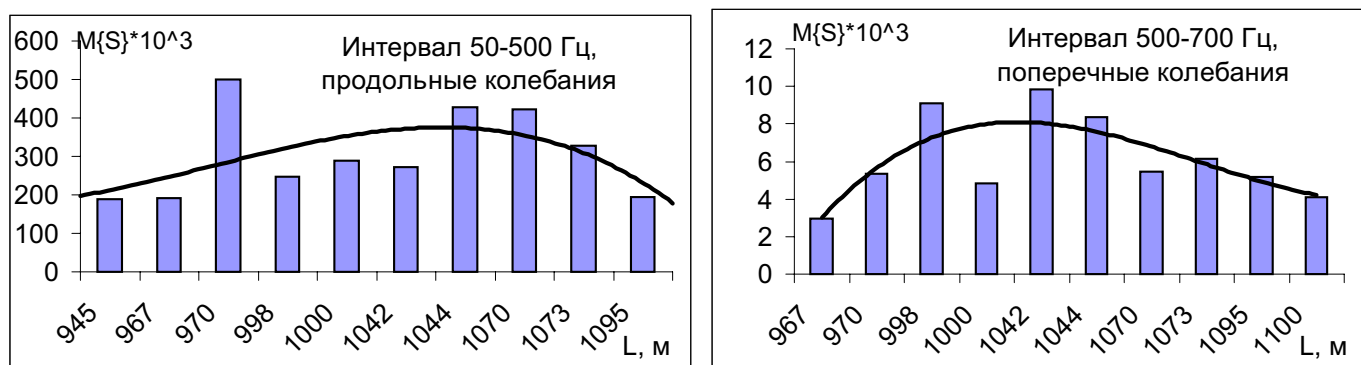 M{S}*10^3
Интервал 50-500 Гц,
продольные колебания
600
500
400
300
200
100
0
945 967 970 998 1000 1042 1044 1070 1073 1095
L, м
M{S}*10^3
Интервал 500-700 Гц,
поперечные колебания
12
10
8
6
4
2
0
967 970 998 1000 1042 1044 1070 1073 1095 1100
L, м